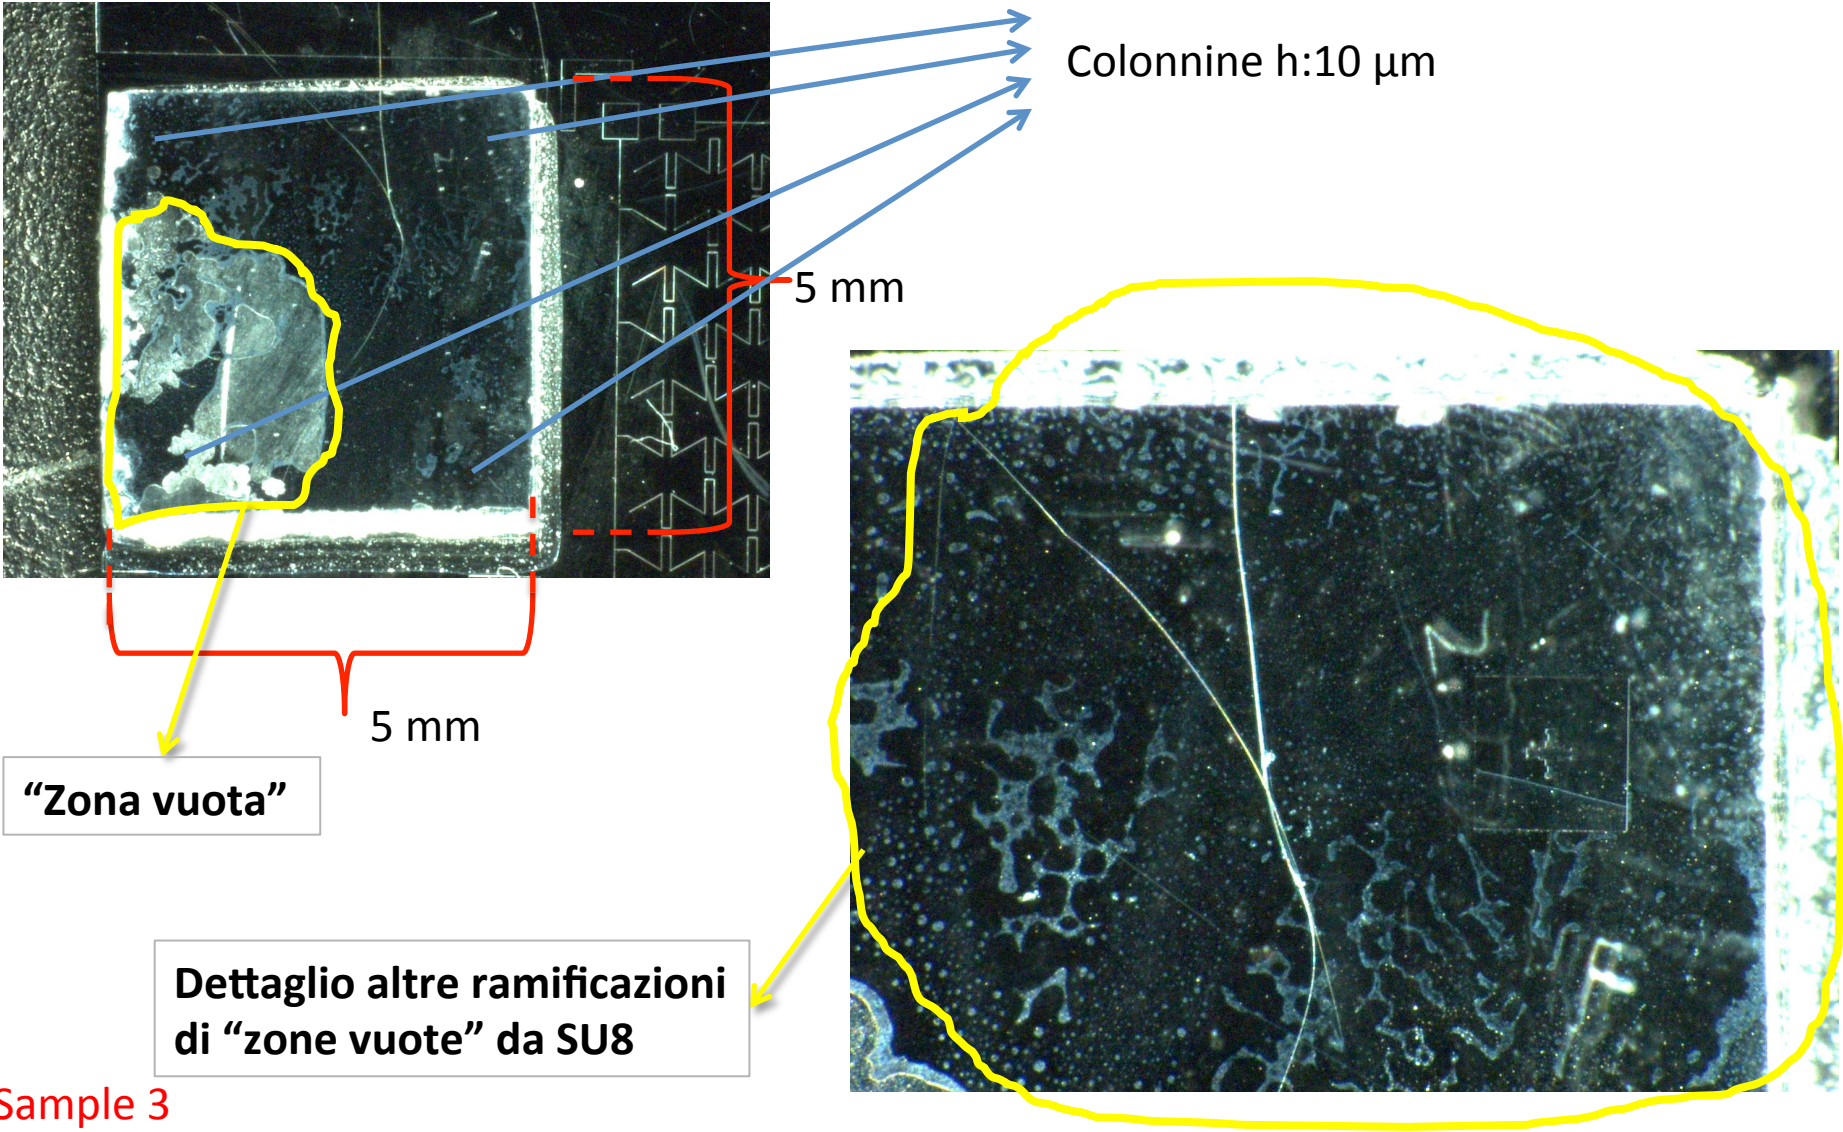 Colonnine h:10 μm
5 mm
5 mm
“Zona vuota”
Dettaglio altre ramificazioni
di “zone vuote” da SU8
Sample 3